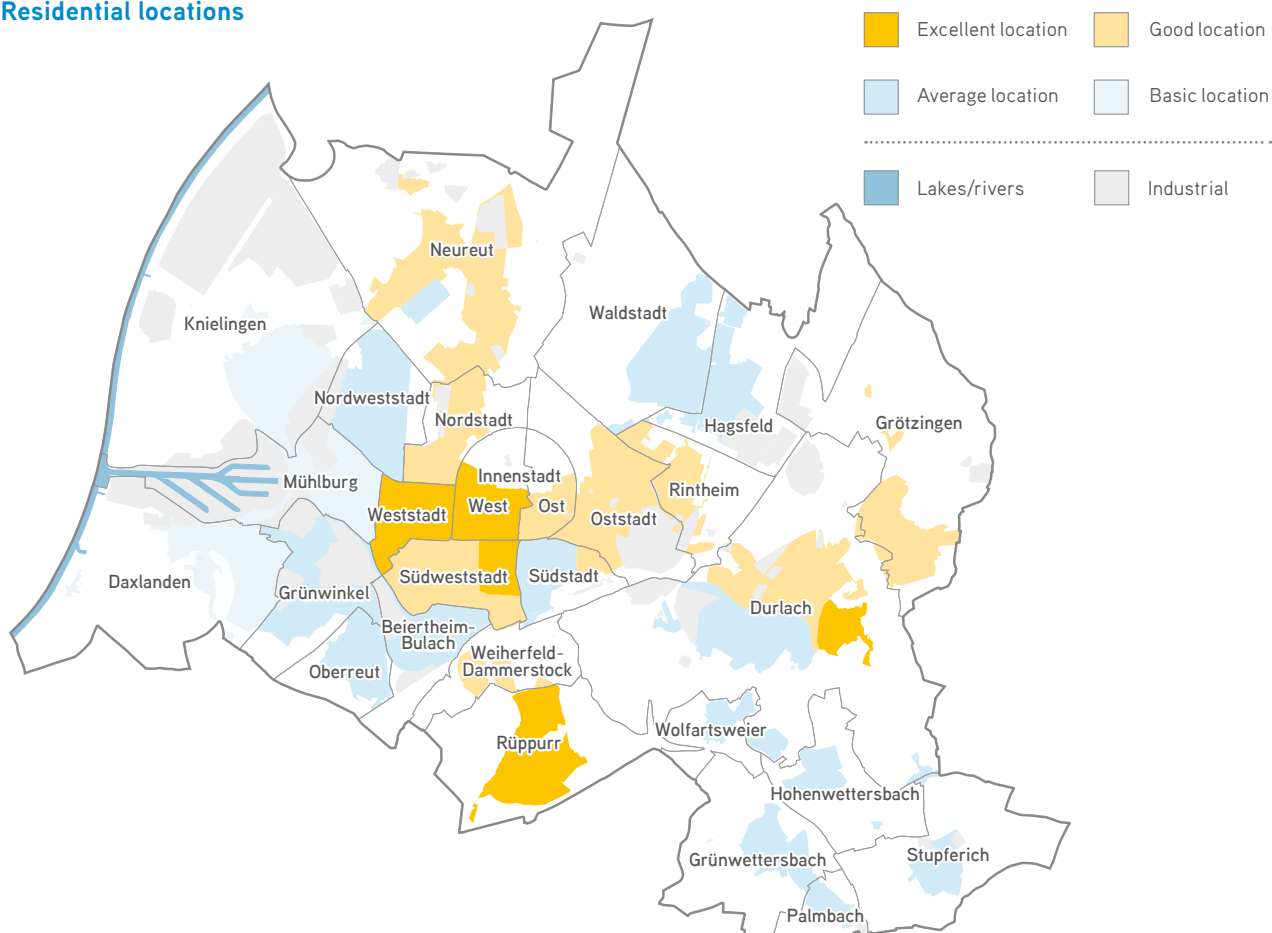 Residential locations
Excellent location
Good location
Average location
Basic location
Lakes/rivers
Industrial
Neureut
Waldstadt
Knielingen
Nordweststadt
Nordstadt
Hagsfeld
Grötzingen
Mühlburg
Innenstadt
West
Ost
Rintheim
Weststadt
Oststadt
Daxlanden
Grünwinkel
Südweststadt
Südstadt
Durlach
Beiertheim-
Bulach
Oberreut
Weiherfeld-
Dammerstock
Rüppurr
Wolfartsweier
Hohenwettersbach
Grünwettersbach
Stupferich
Palmbach